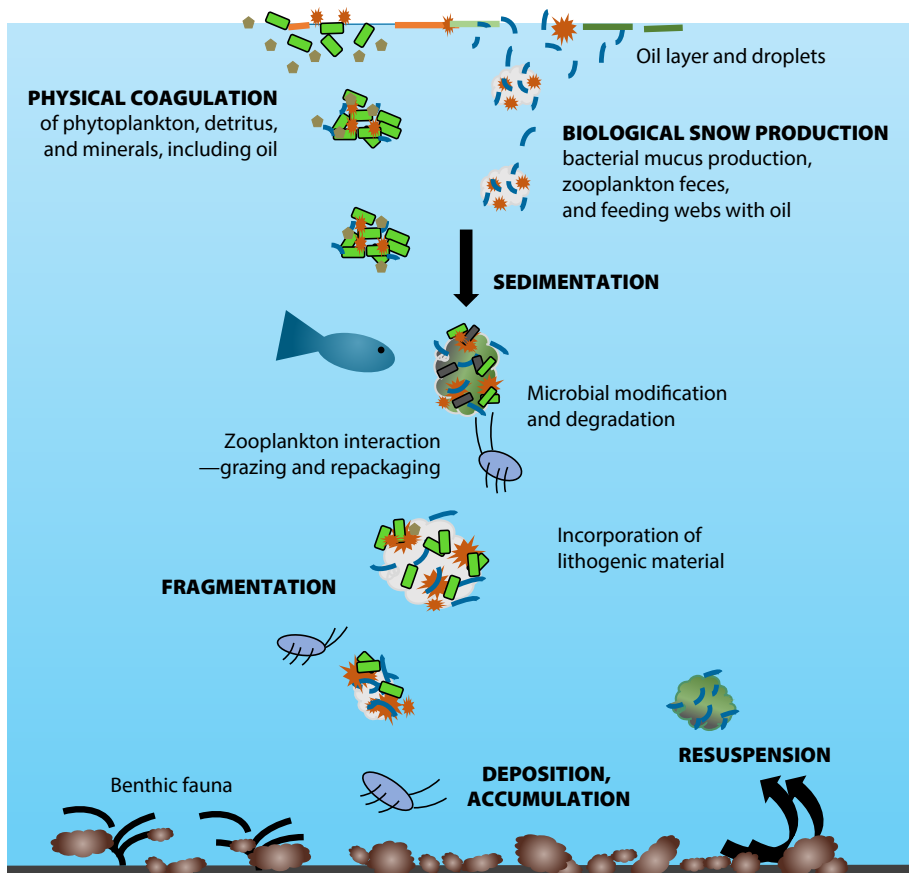 Oil layer and droplets
PHYSICAL COAGULATION
of phytoplankton, detritus,
and minerals, including oil
BIOLOGICAL SNOW PRODUCTION
bacterial mucus production,
zooplankton feces,
and feeding webs with oil
SEDIMENTATION
Microbial modification
and degradation
Zooplankton interaction
—grazing and repackaging
Incorporation of
lithogenic material
FRAGMENTATION
RESUSPENSION
DEPOSITION,
ACCUMULATION
Benthic fauna